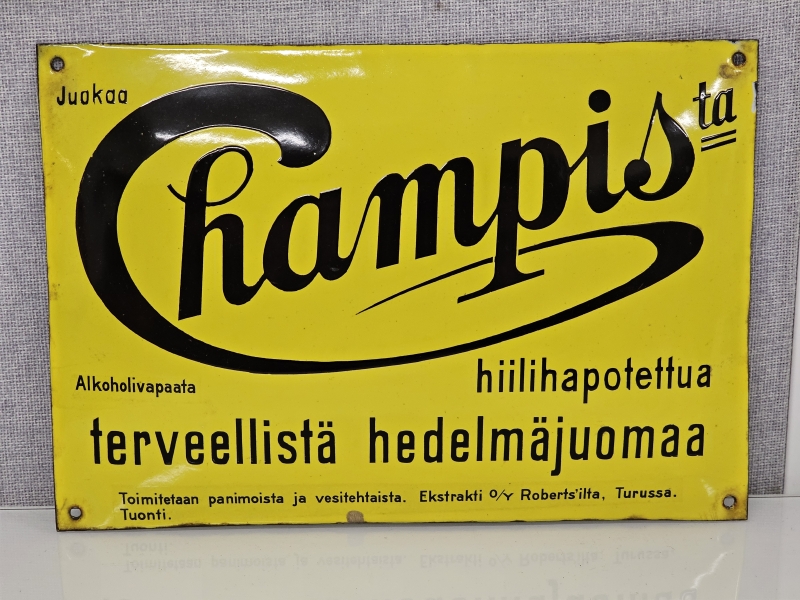 Juokaa
Champista
Alkoholivapaata
hiilihapotettua
terveellistä hedelmäjuomaa
Toimitetaan panimoista ja vesitehtaista. Ekstrakti O/Y Roberts'ilta, Turussa.
Tuonti.